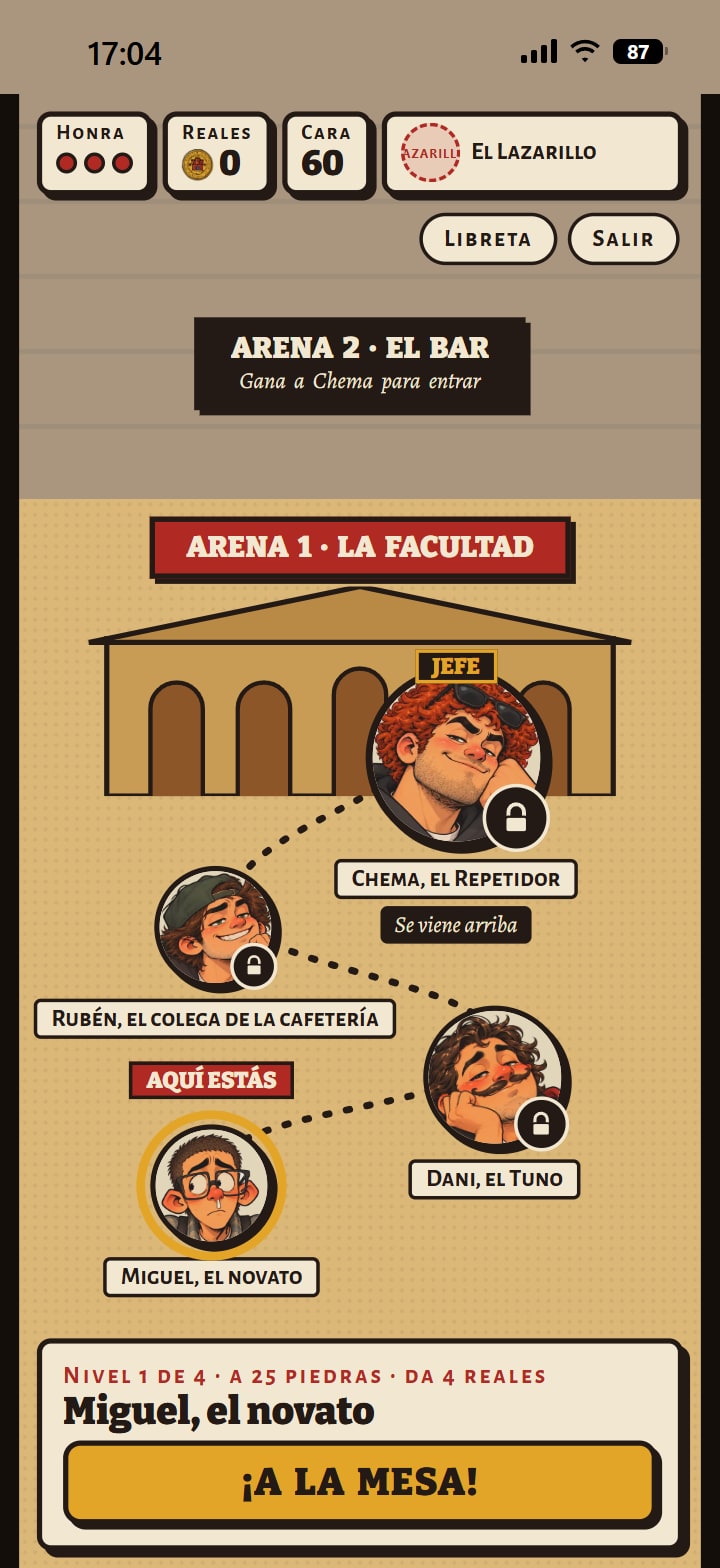 17:04
87
Honra
Reales
0
Cara
60
AZARILL
El Lazarillo
Libreta
Salir
ARENA 2 · EL BAR
Gana a Chema para entrar
ARENA 1 · LA FACULTAD
JEFE
Chema, el Repetidor
Se viene arriba
Rubén, el colega de la cafetería
AQUÍ ESTÁS
Dani, el Tuno
Miguel, el novato
Nivel 1 de 4 · a 25 piedras · da 4 reales
Miguel, el novato
¡A LA MESA!